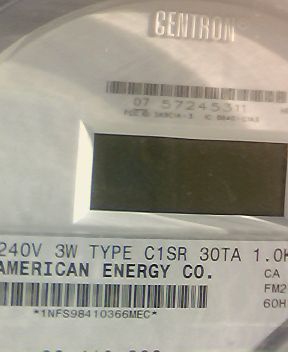 CENTRON
07 57245311
240V 3W TYPE C1SR 30TA 1.0K
AMERICAN ENERGY CO.
CA
FM2
60H
*1NFS98410366MEC*